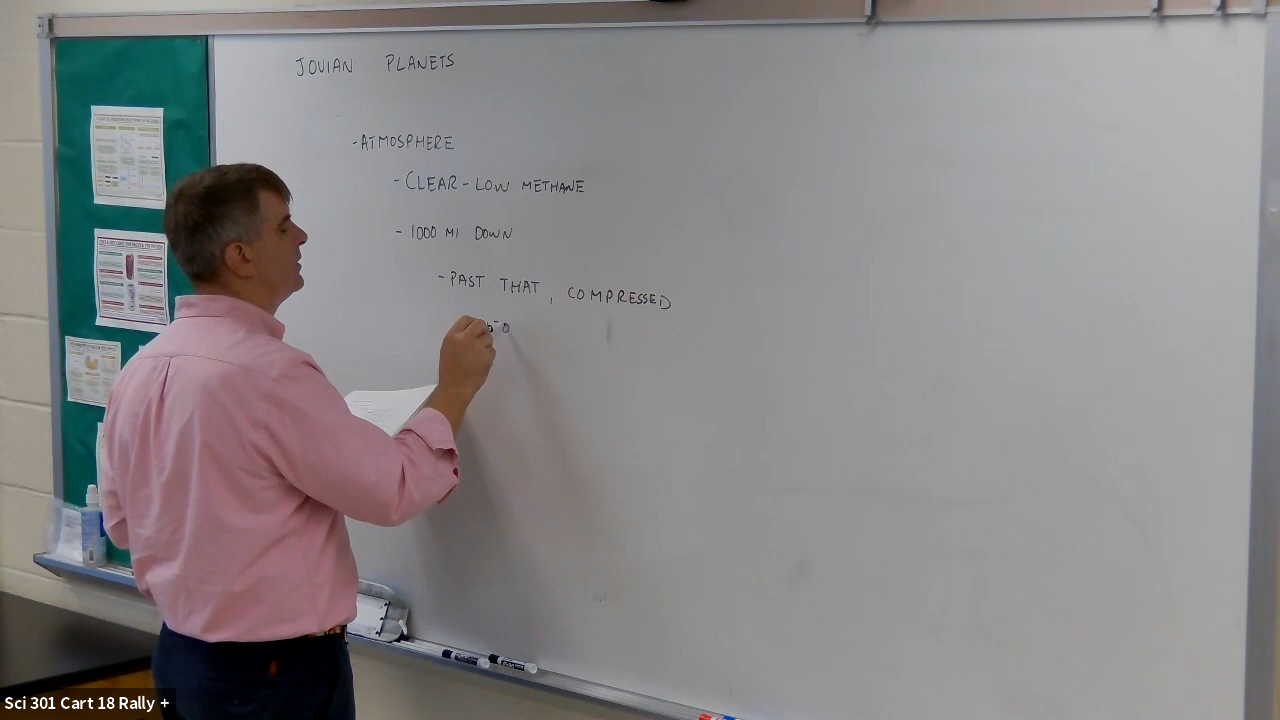 JOVIAN PLANETS
-ATMOSPHERE
-CLEAR-LOW METHANE
-1000 MI DOWN
-PAST THAT, COMPRESSED
Sci 301 Cart 18 Rally +